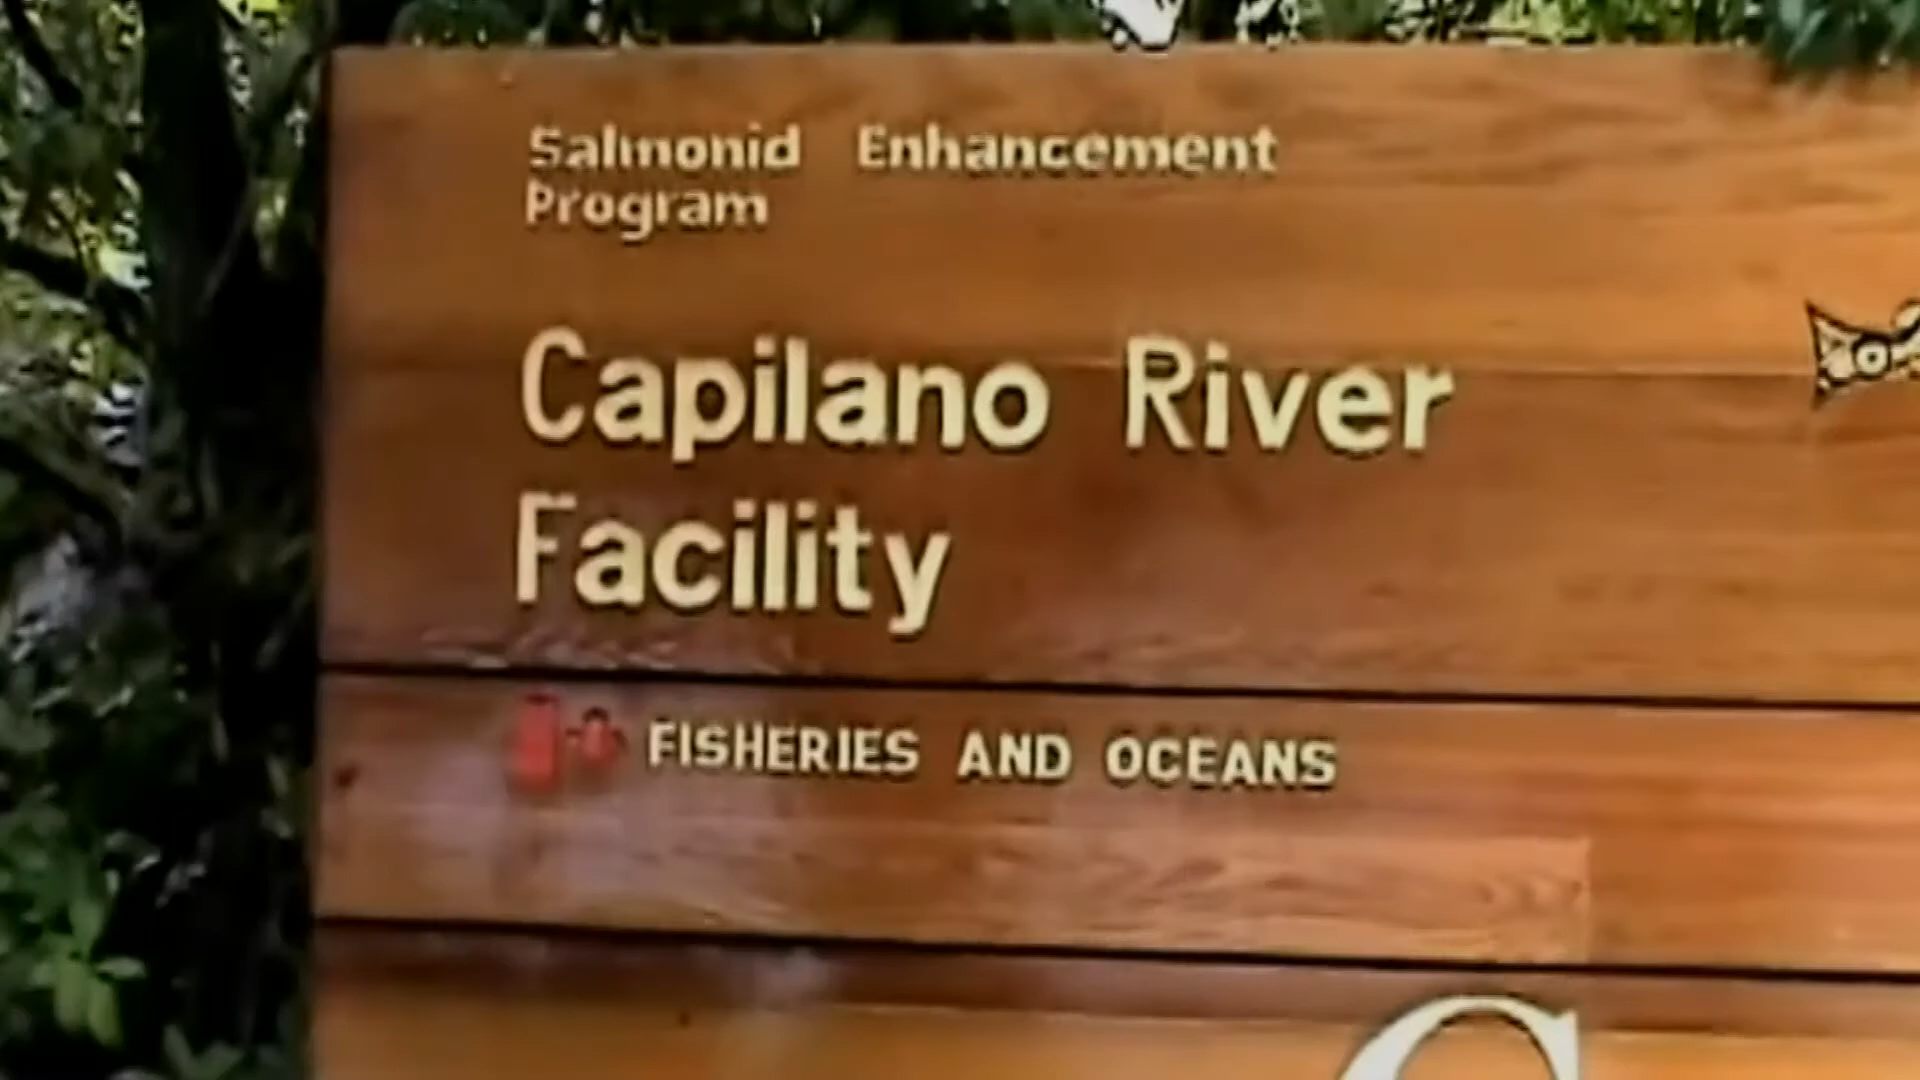 Salmonid Enhancement
Program
Capilano River
Facility
FISHERIES AND OCEANS